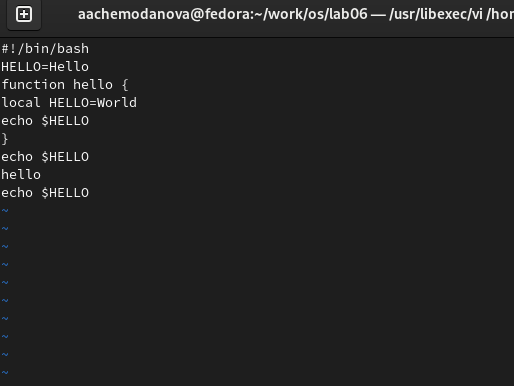 aachemodanova@fedora:~/work/os/lab06 — /usr/libexec/vi /hor
#!/bin/bash
HELLO=Hello
function hello {
local HELLO=World
echo $HELLO
}
echo $HELLO
hello
echo $HELLO
~
~
~
~
~
~
~
~
~
~